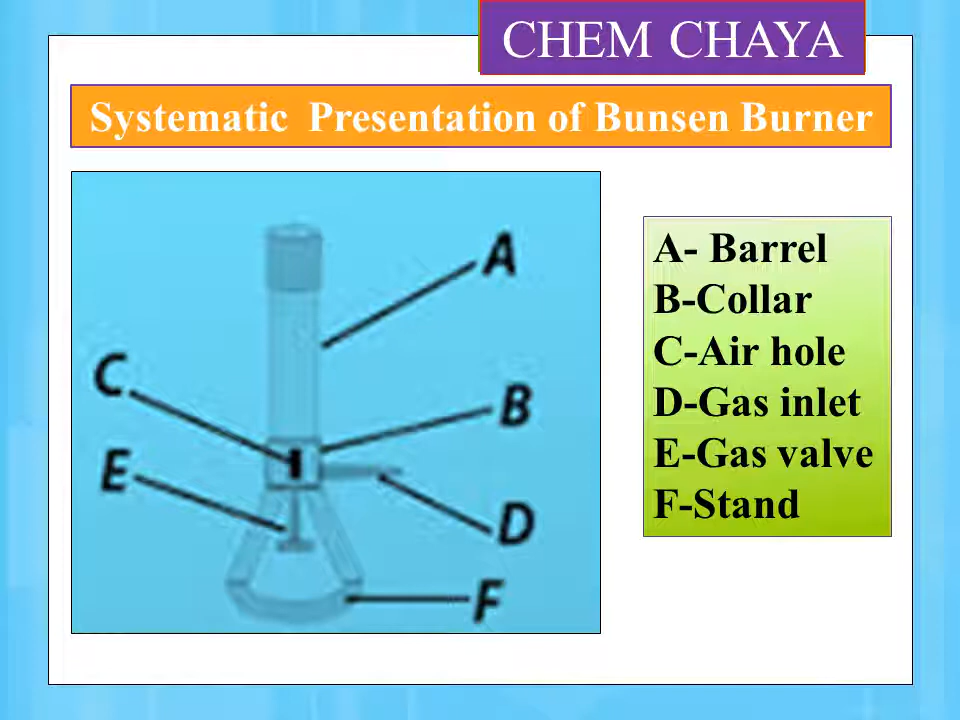 CHEM CHAYA
Systematic Presentation of Bunsen Burner
A
C
B
E
D
F
A- Barrel
B-Collar
C-Air hole
D-Gas inlet
E-Gas valve
F-Stand